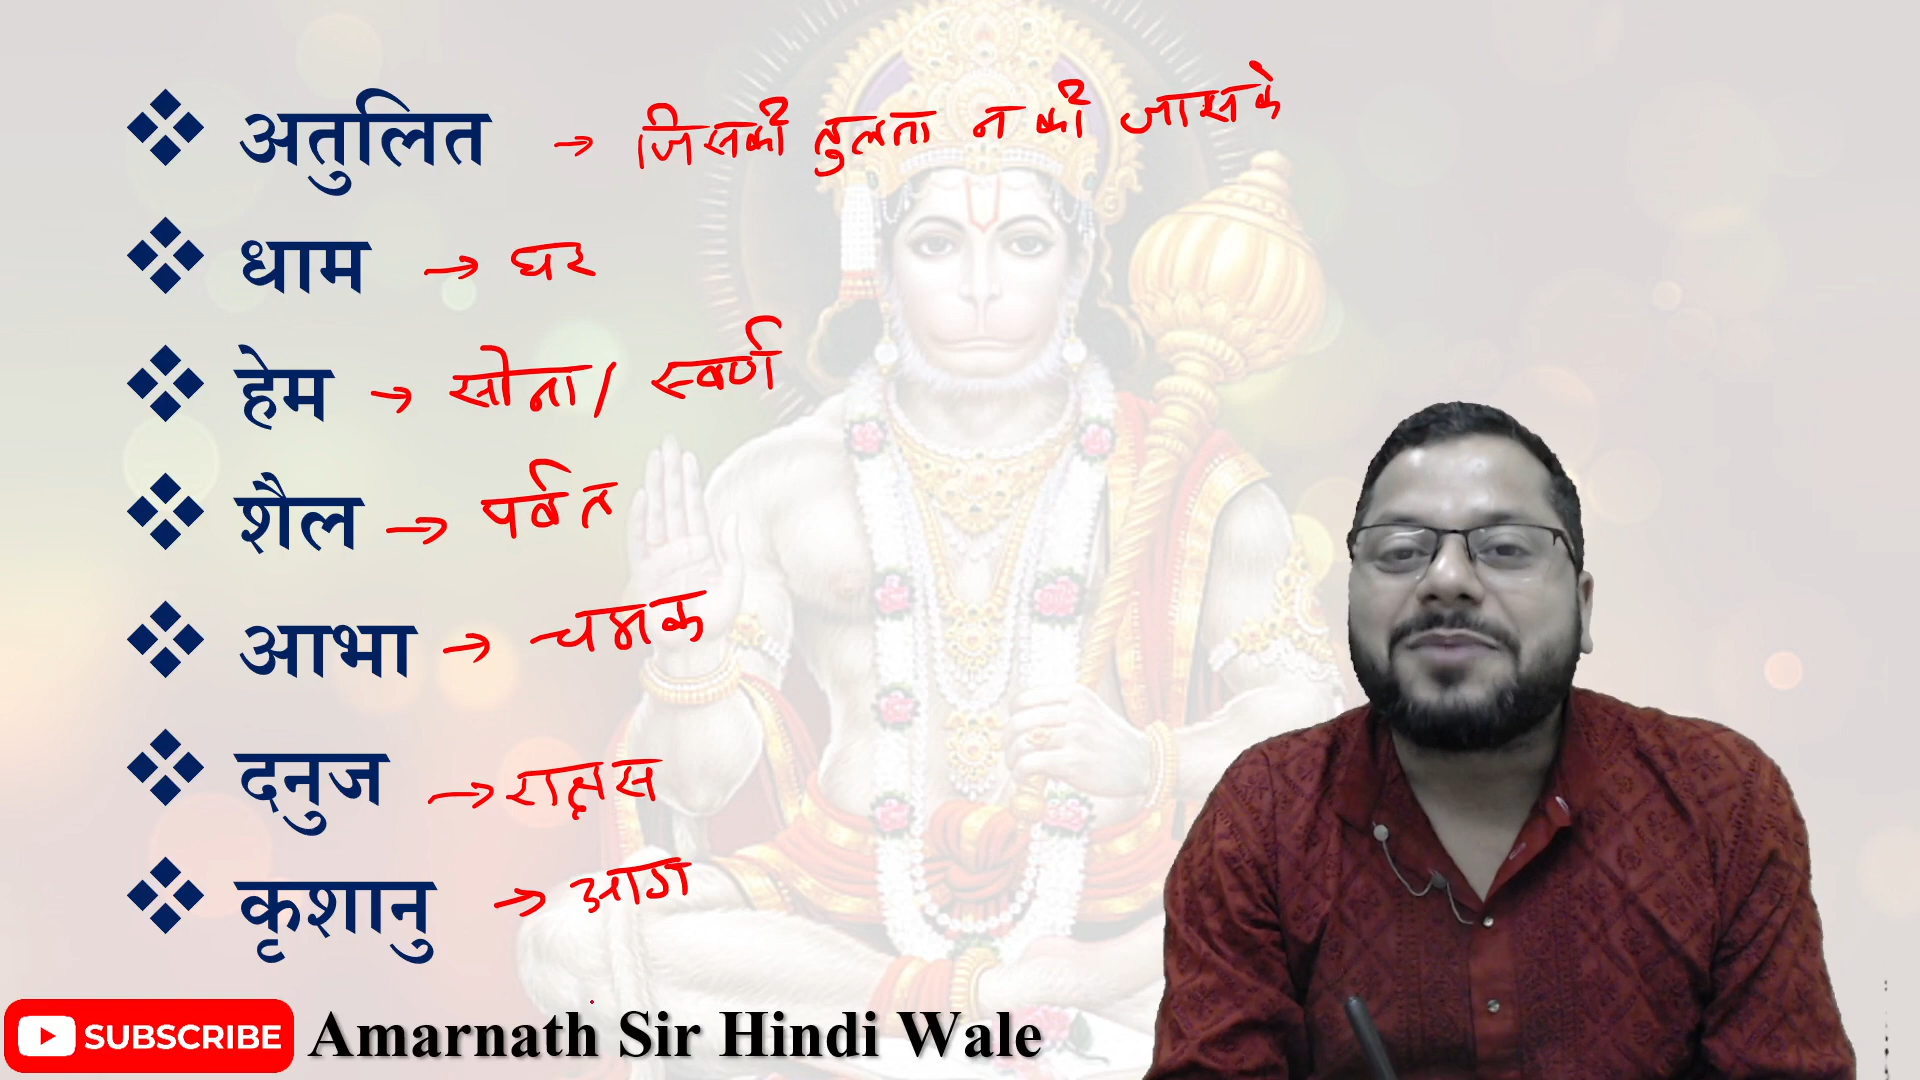 ❖ अतुलित → जिसकी तुलना न की जा सके
❖ धाम → घर
❖ हेम → सोना / स्वर्ण
❖ शैल → पर्वत
❖ आभा → चमक
❖ दनुज → राक्षस
❖ कृशानु → आग
SUBSCRIBE Amarnath Sir Hindi Wale